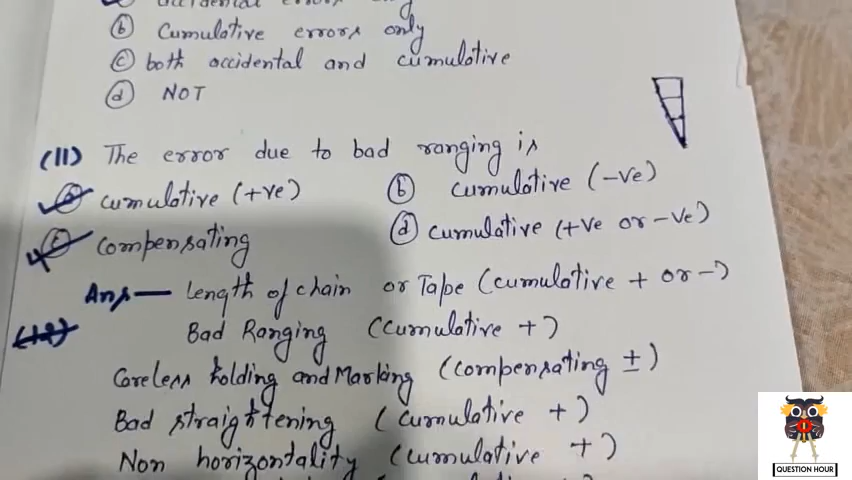 ⓑ Cumulative errors only
ⓒ both accidental and cumulative
ⓓ NOT
(11) The error due to bad ranging is
ⓐ cumulative (+ve) ⓑ cumulative (-ve)
ⓒ compensating ⓓ cumulative (+ve or -ve)
Ans — Length of chain or Tape (cumulative + or -)
(12) Bad Ranging (cumulative +)
Careless holding and Marking (compensating ±)
Bad straightening (cumulative +)
Non horizontality (cumulative +)
QUESTION HOUR